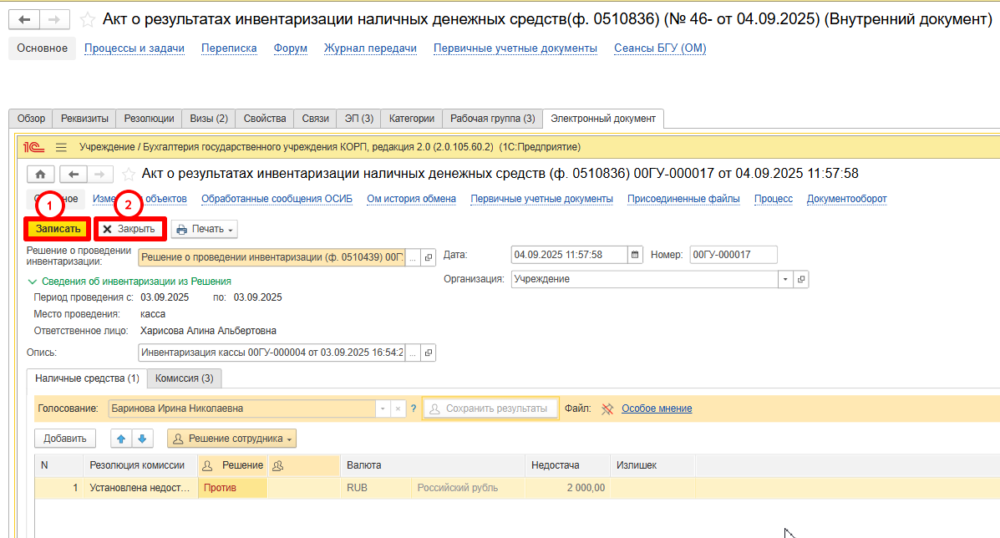 Акт о результатах инвентаризации наличных денежных средств(ф. 0510836) (№ 46- от 04.09.2025) (Внутренний документ)
Основное Процессы и задачи Переписка Форум Журнал передачи Первичные учетные документы Сеансы БГУ (ОМ)
Обзор Реквизиты Резолюции Визы (2) Свойства Связи ЭП (3) Категории Рабочая группа (3) Электронный документ
1С Учреждение / Бухгалтерия государственного учреждения КОРП, редакция 2.0 (2.0.105.60.2) (1С:Предприятие)
Акт о результатах инвентаризации наличных денежных средств (ф. 0510836) 00ГУ-000017 от 04.09.2025 11:57:58
объектов Обработанные сообщения ОСИБ Ом история обмена Первичные учетные документы Присоединенные файлы Процесс Документооборот
1 2
Записать Закрыть Печать
Решение о проведении инвентаризации: Решение о проведении инвентаризации (ф. 0510439) 00Г ... Дата: 04.09.2025 11:57:58 Номер: 00ГУ-000017
Организация: Учреждение
Сведения об инвентаризации из Решения
Период проведения с: 03.09.2025 по: 03.09.2025
Место проведения: касса
Ответственное лицо: Харисова Алина Альбертовна
Опись: Инвентаризация кассы 00ГУ-000004 от 03.09.2025 16:54:2 ...
Наличные средства (1) Комиссия (3)
Голосование: Баринова Ирина Николаевна × ? Сохранить результаты Файл: Особое мнение
Добавить Решение сотрудника
N Резолюция комиссии Решение Валюта Недостача Излишек
1 Установлена недост... Против RUB Российский рубль 2 000,00